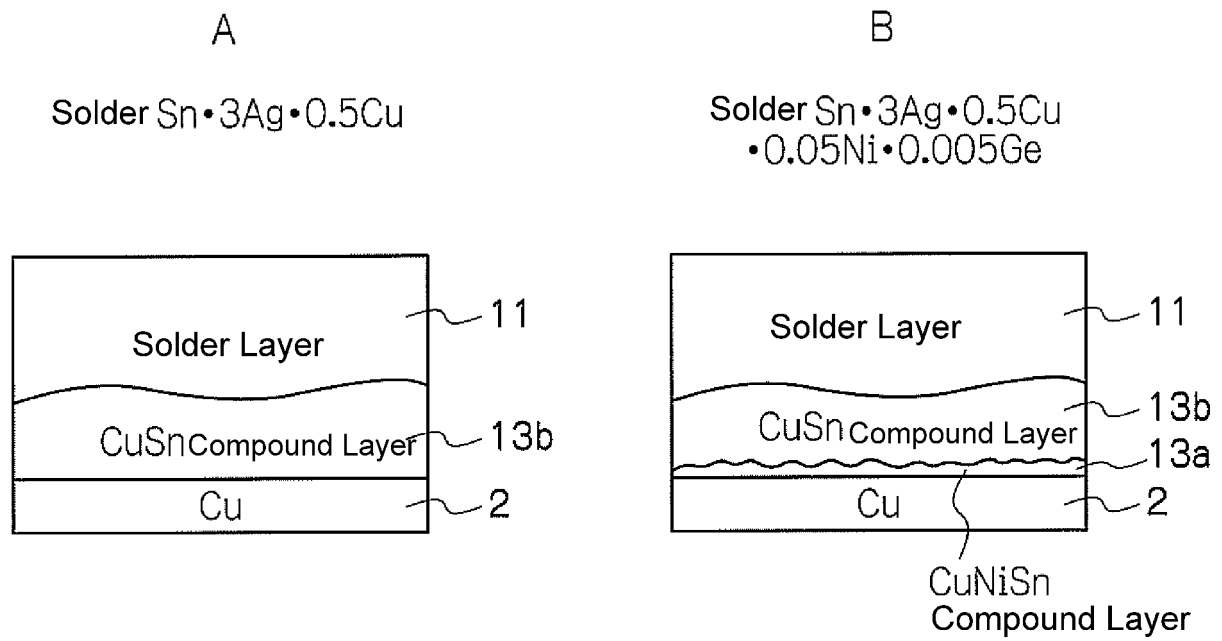 A
Solder Sn•3Ag•0.5Cu
Solder Layer
11
CuSn Compound Layer
13b
Cu
2
B
Solder Sn•3Ag•0.5Cu
•0.05Ni•0.005Ge
Solder Layer
11
13b
CuSn Compound Layer
13a
Cu
2
CuNiSn
Compound Layer